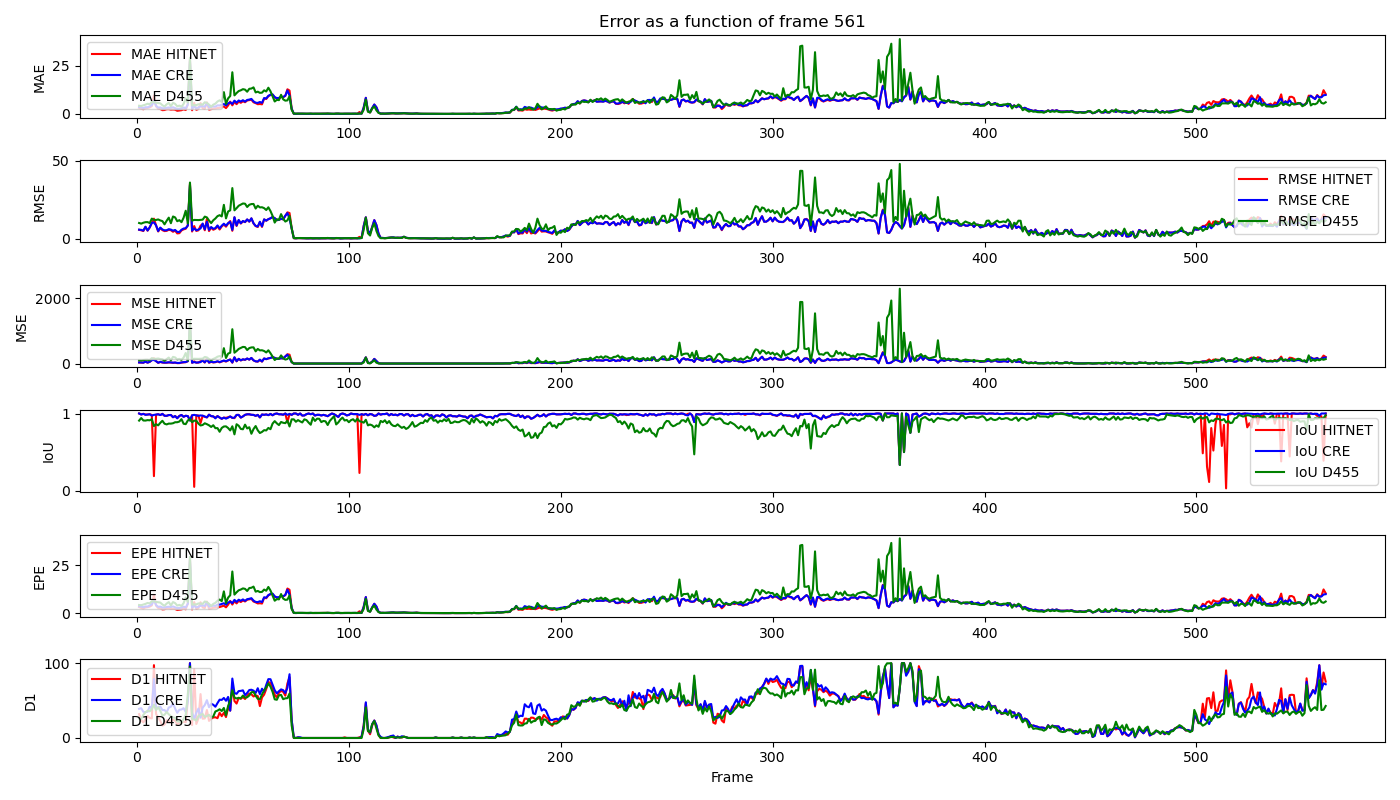 Error as a function of frame 561
MAE
25
0
MAE HITNET
MAE CRE
MAE D455
0 100 200 300 400 500
RMSE
50
0
RMSE HITNET
RMSE CRE
RMSE D455
0 100 200 300 400 500
MSE
2000
0
MSE HITNET
MSE CRE
MSE D455
0 100 200 300 400 500
IoU
1
0
IoU HITNET
IoU CRE
IoU D455
0 100 200 300 400 500
EPE
25
0
EPE HITNET
EPE CRE
EPE D455
0 100 200 300 400 500
D1
100
0
D1 HITNET
D1 CRE
D1 D455
0 100 200 300 400 500
Frame